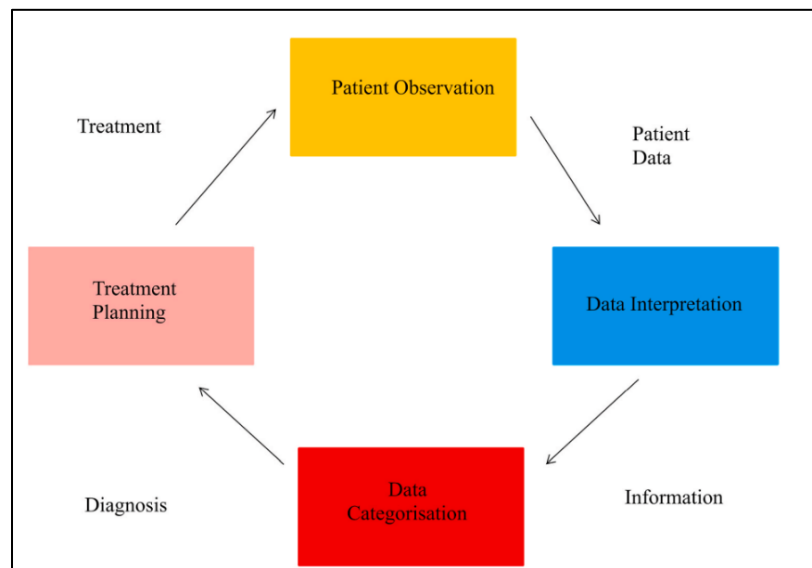 Patient Observation
Treatment
Patient
Data
Treatment
Planning
Data Interpretation
Data
Categorisation
Diagnosis
Information